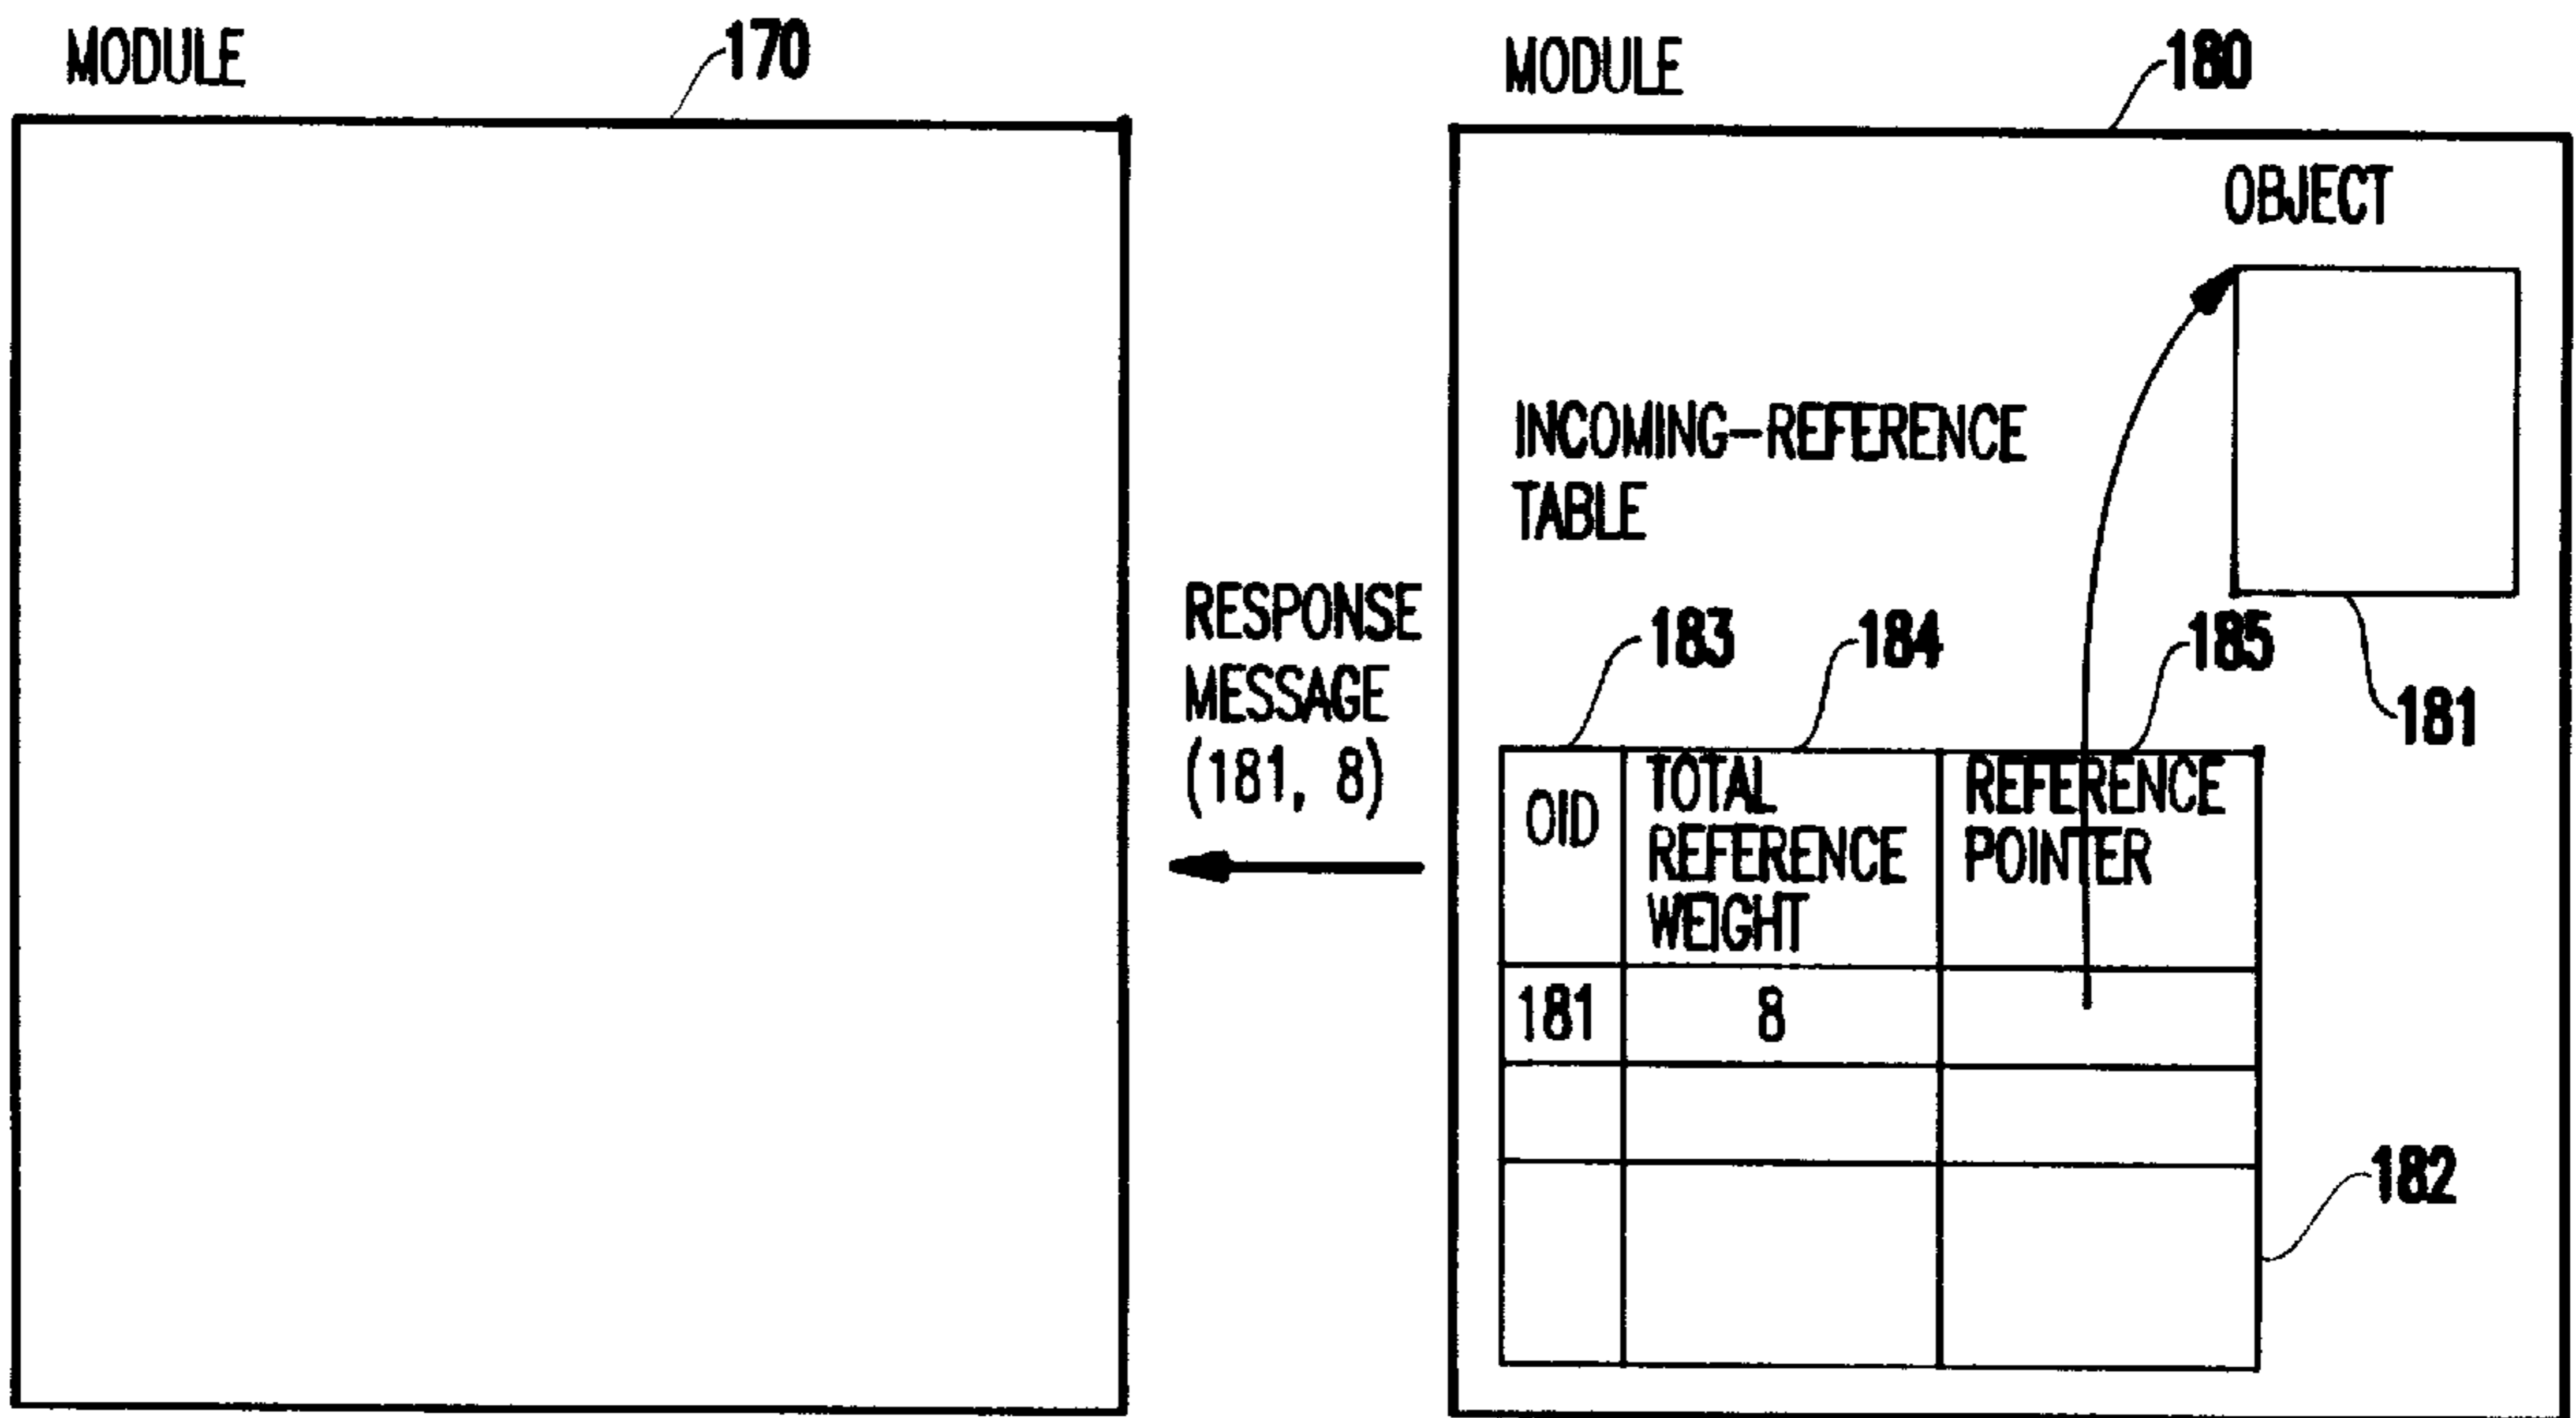 MODULE
170
MODULE
180
OBJECT
INCOMING-REFERENCE
TABLE
RESPONSE
MESSAGE
(181, 8)
183
184
185
181
OID
TOTAL
REFERENCE
WEIGHT
REFERENCE
POINTER
181
8
182